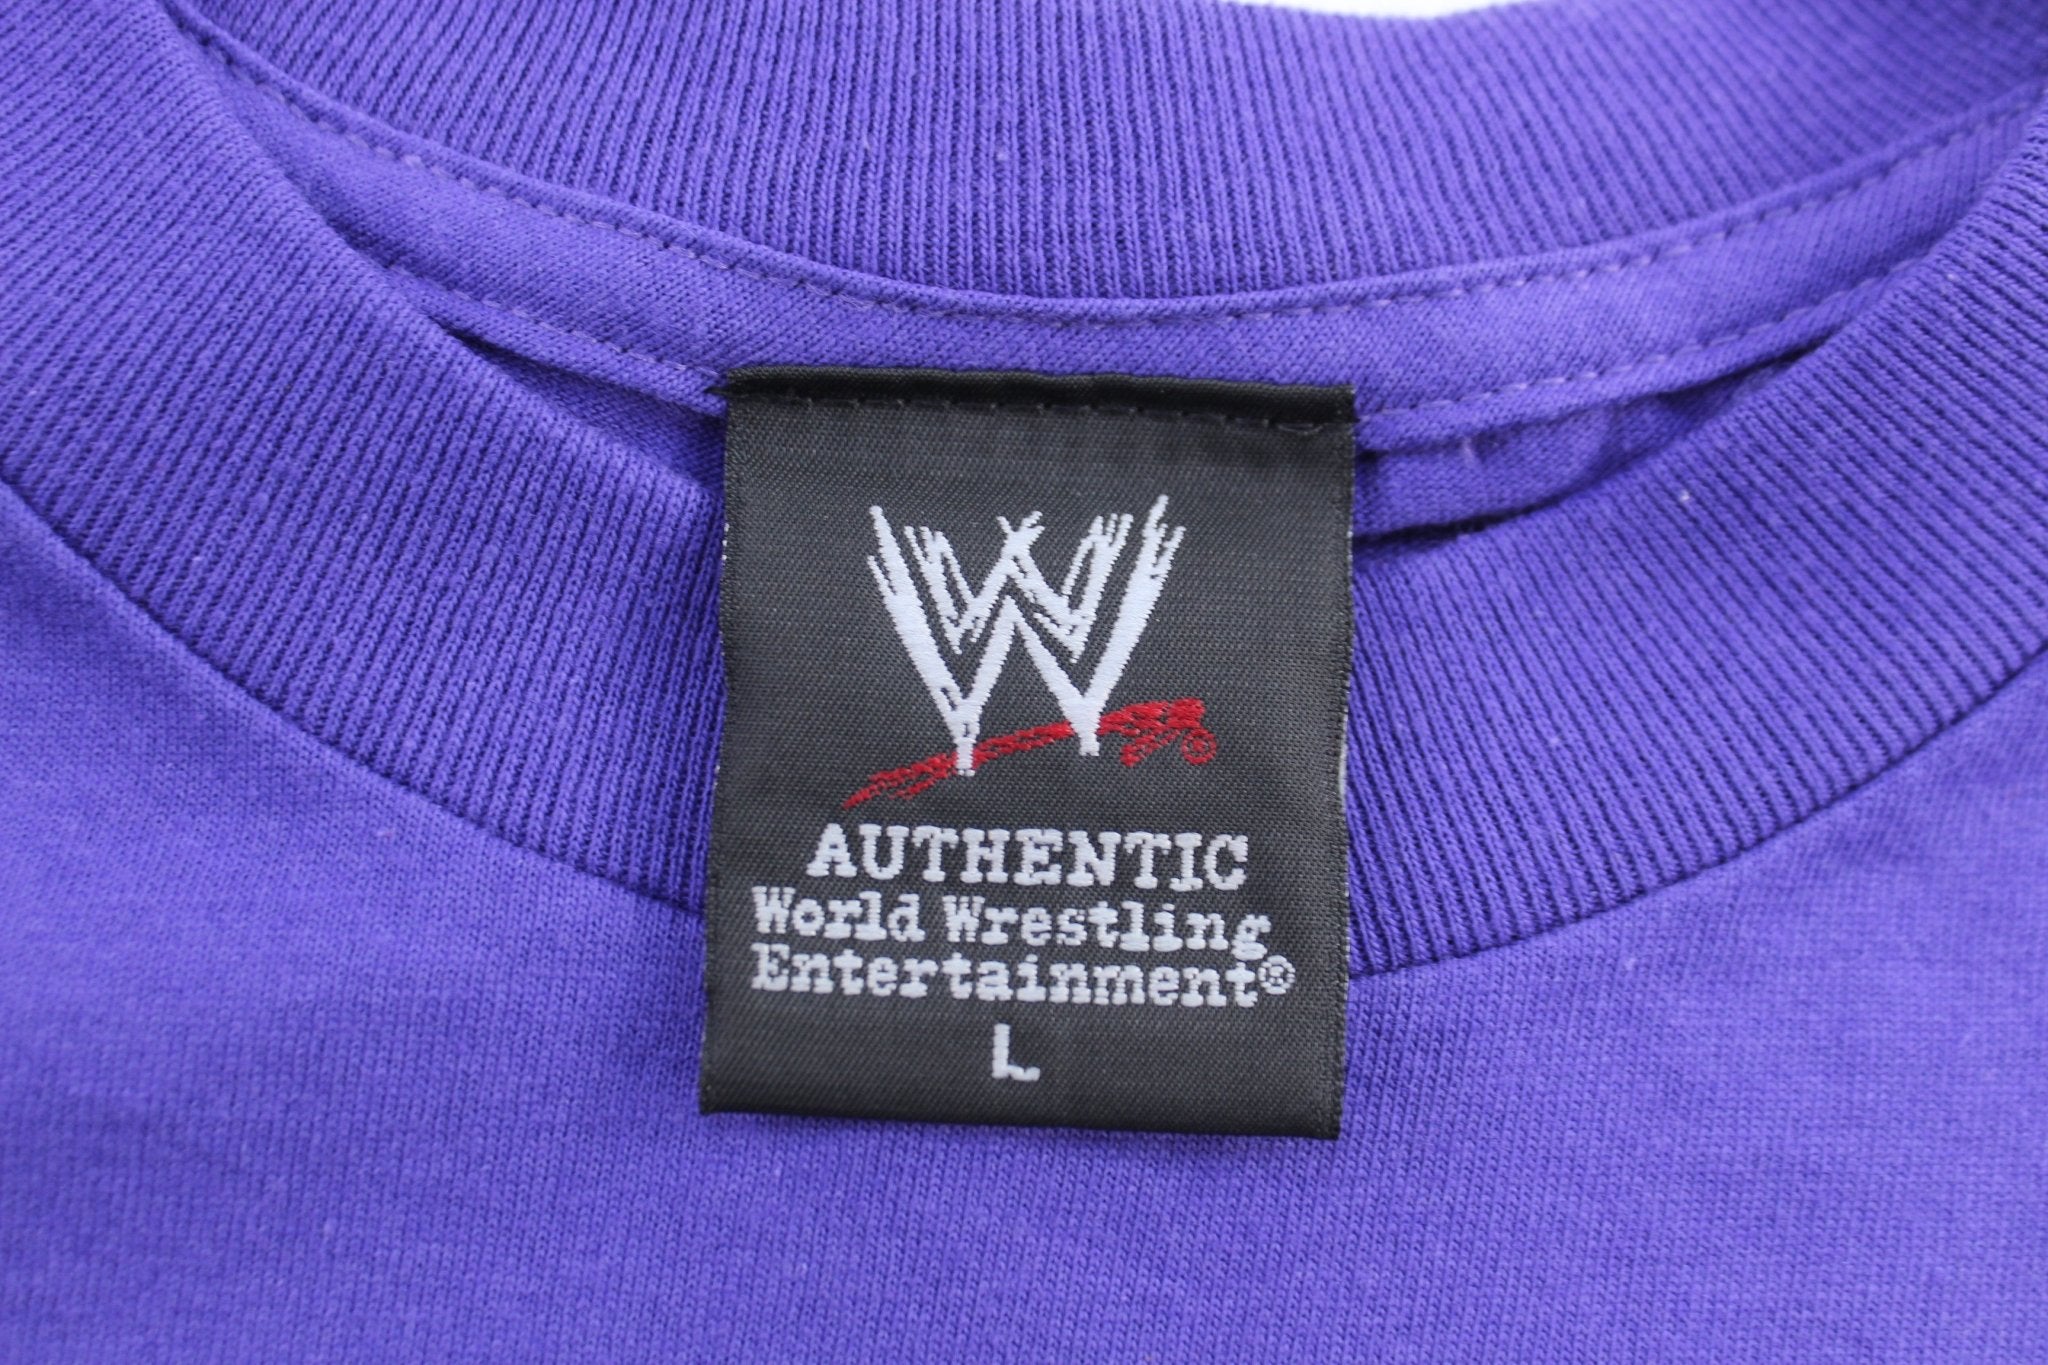 W
AUTHENTIC
World Wrestling
Entertainment®
L